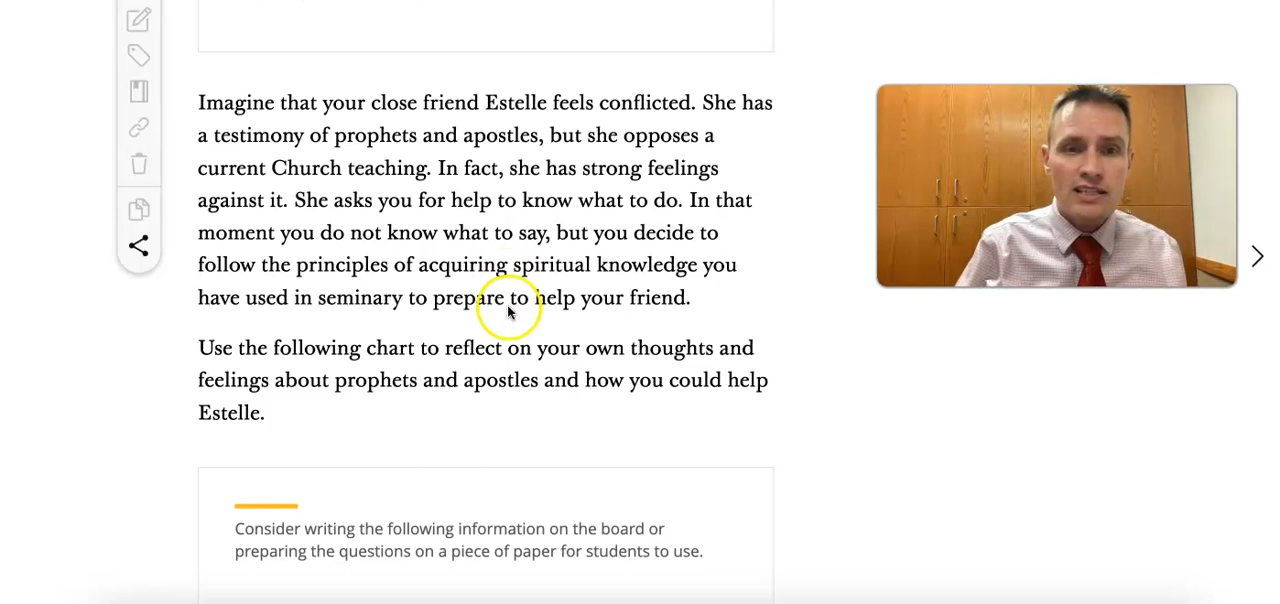 Imagine that your close friend Estelle feels conflicted. She has
a testimony of prophets and apostles, but she opposes a
current Church teaching. In fact, she has strong feelings
against it. She asks you for help to know what to do. In that
moment you do not know what to say, but you decide to
follow the principles of acquiring spiritual knowledge you
have used in seminary to prepare to help your friend.
Use the following chart to reflect on your own thoughts and
feelings about prophets and apostles and how you could help
Estelle.
Consider writing the following information on the board or
preparing the questions on a piece of paper for students to use.